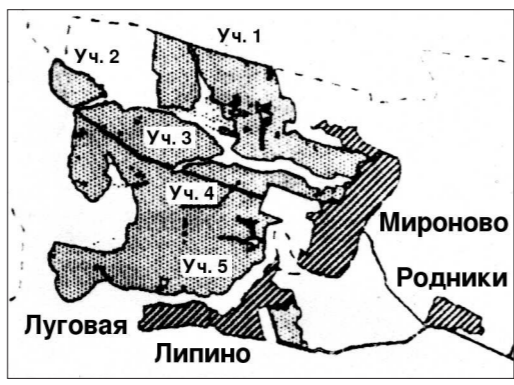 Уч. 1
Уч. 2
Уч. 3
Уч. 4
Уч. 5
Мироново
Родники
Луговая
Липино